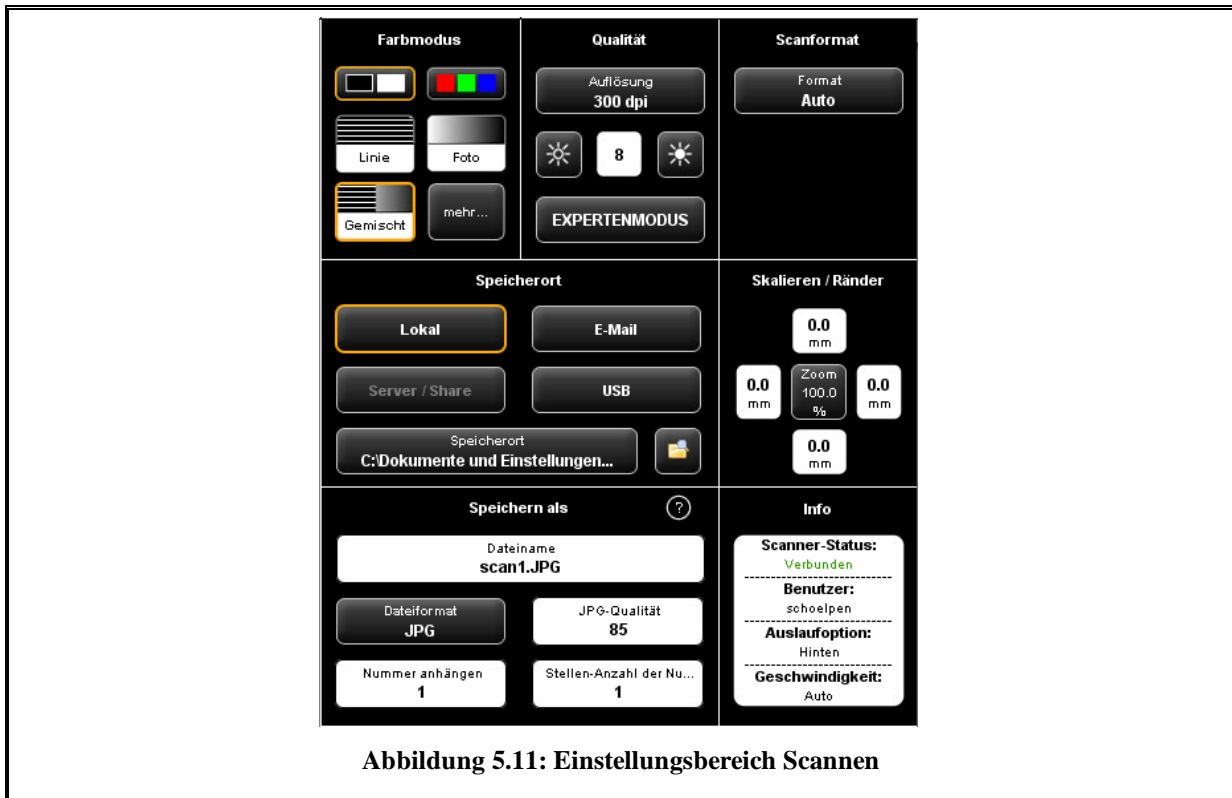 Farbmodus
Linie
Foto
Gemischt
mehr...
Qualität
Auflösung
300 dpi
8
EXPERTENMODUS
Scanformat
Format
Auto
Speicherort
Lokal
E-Mail
Server / Share
USB
Speicherort
C:\Dokumente und Einstellungen...
Skalieren / Ränder
0.0
mm
0.0
mm
Zoom
100.0
%
0.0
mm
0.0
mm
Speichern als
?
Dateiname
scan1.JPG
Dateiformat
JPG
JPG-Qualität
85
Nummer anhängen
1
Stellen-Anzahl der Nu...
1
Info
Scanner-Status:
Verbunden
Benutzer:
schoelpen
Auslaufoption:
Hinten
Geschwindigkeit:
Auto
Abbildung 5.11: Einstellungsbereich Scannen